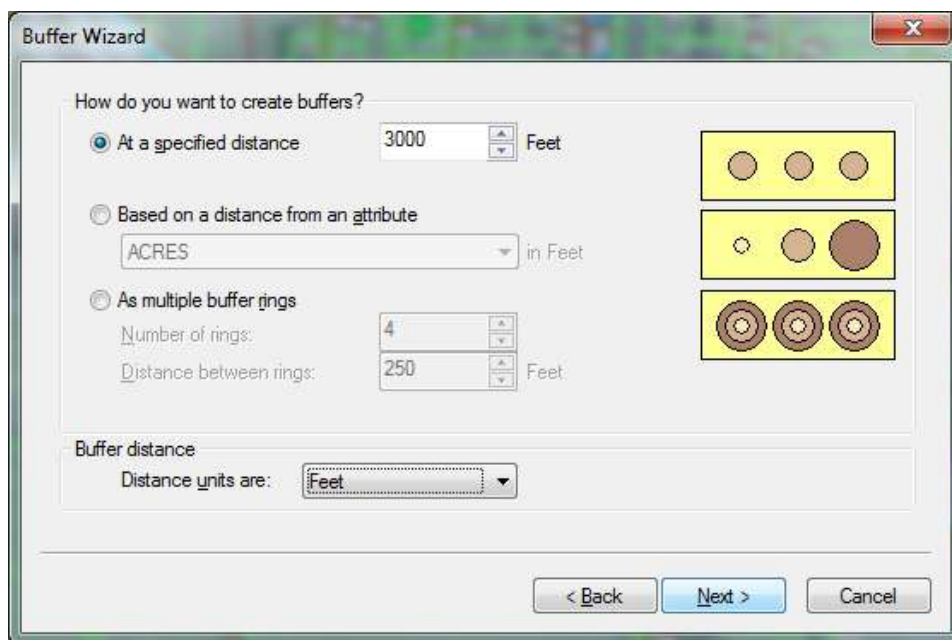 Buffer Wizard
How do you want to create buffers?
At a specified distance 3000 Feet
Based on a distance from an attribute
ACRES in Feet
As multiple buffer rings
Number of rings: 4
Distance between rings: 250 Feet
Buffer distance
Distance units are: Feet
< Back Next > Cancel